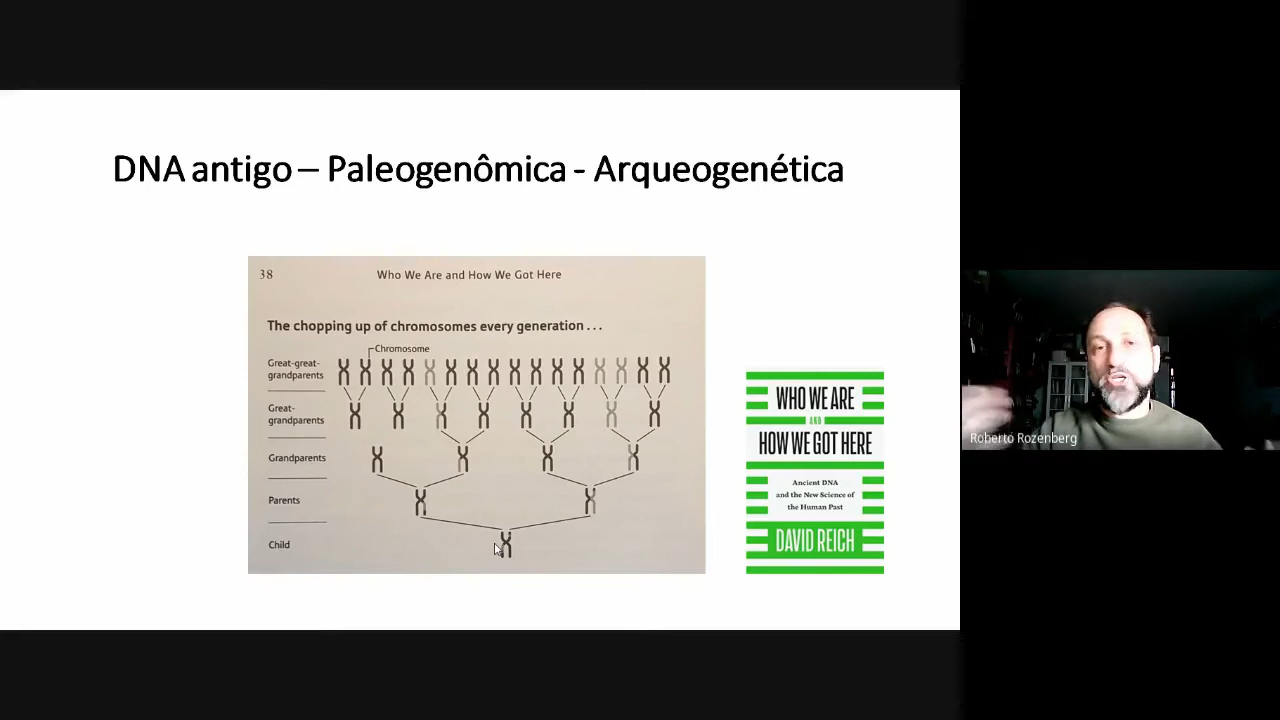 DNA antigo – Paleogenômica - Arqueogenética
38
Who We Are and How We Got Here
The chopping up of chromosomes every generation . . .
Chromosome
Great-great-
grandparents
Great-
grandparents
Grandparents
Parents
Child
WHO WE ARE
AND
HOW WE GOT HERE
Ancient DNA
and the New Science of
the Human Past
DAVID REICH
Roberto Rozenberg